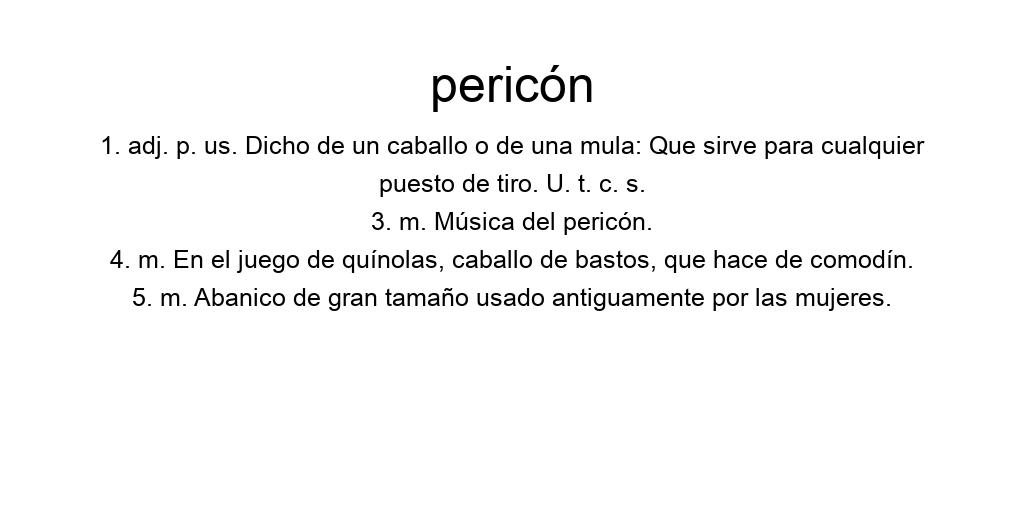 pericón
1. adj. p. us. Dicho de un caballo o de una mula: Que sirve para cualquier
puesto de tiro. U. t. c. s.
3. m. Música del pericón.
4. m. En el juego de quínolas, caballo de bastos, que hace de comodín.
5. m. Abanico de gran tamaño usado antiguamente por las mujeres.